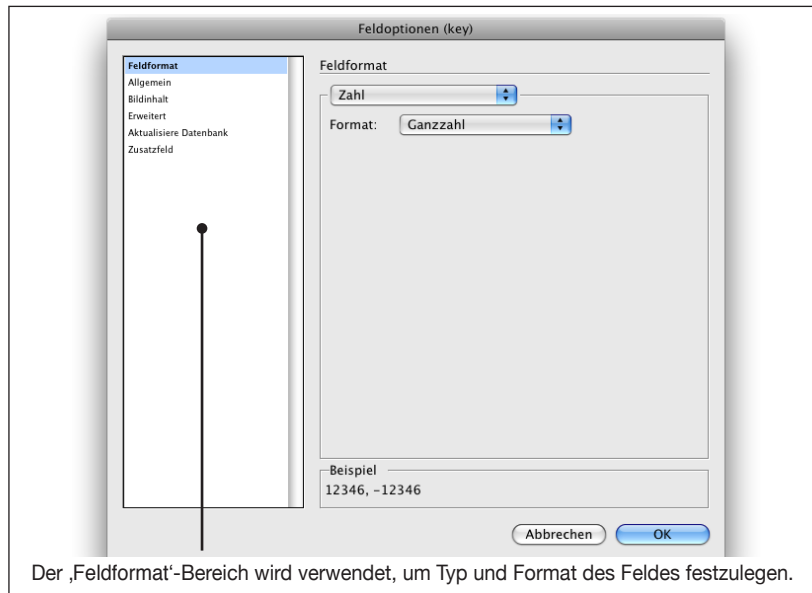 Feldoptionen (key)
Feldformat
Allgemein
Bildinhalt
Erweitert
Aktualisiere Datenbank
Zusatzfeld
Feldformat
Zahl
Format: Ganzzahl
Beispiel
12346, -12346
Abbrechen OK
Der ‚Feldformat‘-Bereich wird verwendet, um Typ und Format des Feldes festzulegen.